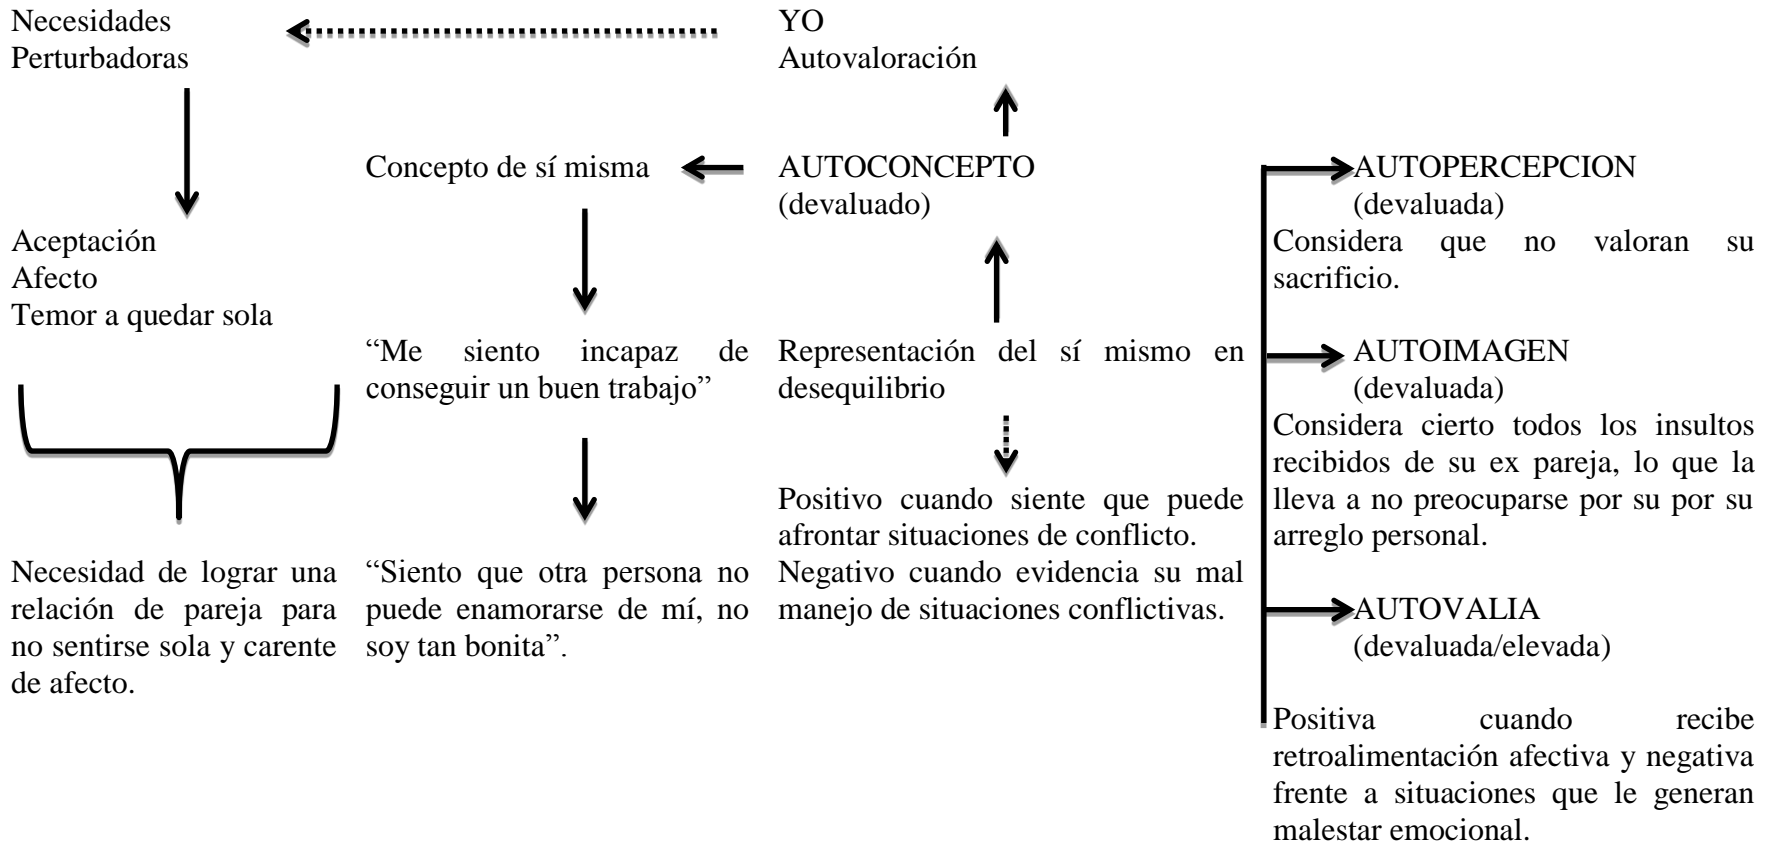 Necesidades
Perturbadoras
Aceptación
Afecto
Temor a quedar sola
Necesidad de lograr una
relación de pareja para
no sentirse sola y carente
de afecto.
Concepto de sí misma
“Me siento incapaz de
conseguir un buen trabajo”
“Siento que otra persona no
puede enamorarse de mí, no
soy tan bonita”.
YO
Autovaloración
AUTOCONCEPTO
(devaluado)
Representación del sí mismo en
desequilibrio
Positivo cuando siente que puede
afrontar situaciones de conflicto.
Negativo cuando evidencia su mal
manejo de situaciones conflictivas.
AUTOPERCEPCION
(devaluada)
Considera que no valoran su
sacrificio.
AUTOIMAGEN
(devaluada)
Considera cierto todos los insultos
recibidos de su ex pareja, lo que la
lleva a no preocuparse por su por su
arreglo personal.
AUTOVALIA
(devaluada/elevada)
Positiva cuando recibe
retroalimentación afectiva y negativa
frente a situaciones que le generan
malestar emocional.